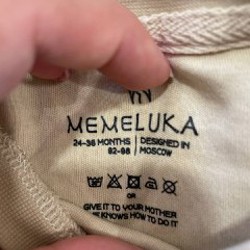 MEMELUKA
24-36 MONTHS | DESIGNED IN
92-98 | MOSCOW
OR
GIVE IT TO YOUR MOTHER
KNOWS HOW TO DO IT